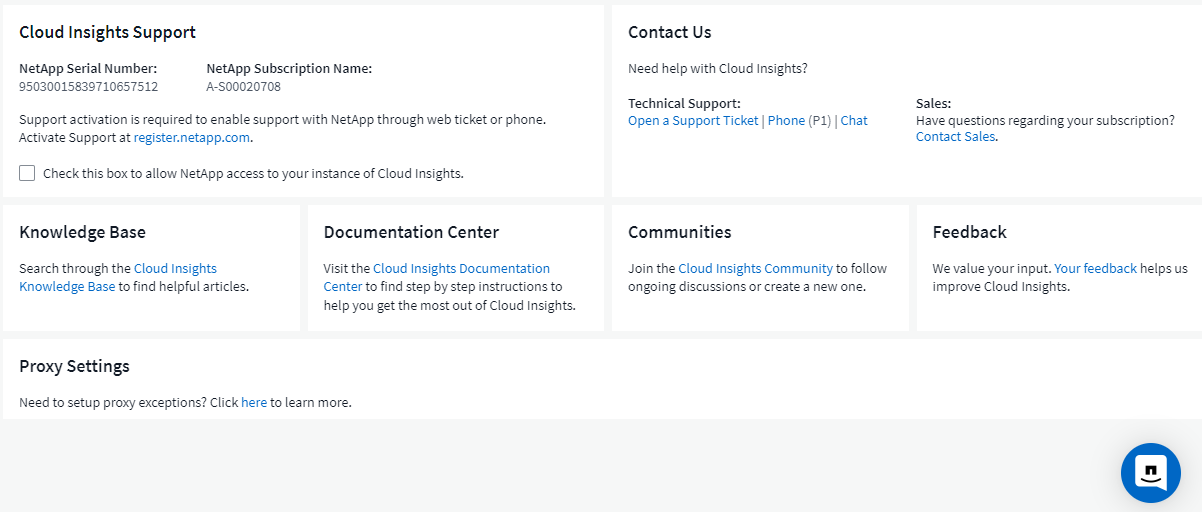 Cloud Insights Support
NetApp Serial Number:
95030015839710657512
NetApp Subscription Name:
A-S00020708
Support activation is required to enable support with NetApp through web ticket or phone.
Activate Support at register.netapp.com.
Check this box to allow NetApp access to your instance of Cloud Insights.
Contact Us
Need help with Cloud Insights?
Technical Support:
Open a Support Ticket | Phone (P1) | Chat
Sales:
Have questions regarding your subscription?
Contact Sales.
Knowledge Base
Search through the Cloud Insights
Knowledge Base to find helpful articles.
Documentation Center
Visit the Cloud Insights Documentation
Center to find step by step instructions to
help you get the most out of Cloud Insights.
Communities
Join the Cloud Insights Community to follow
ongoing discussions or create a new one.
Feedback
We value your input. Your feedback helps us
improve Cloud Insights.
Proxy Settings
Need to setup proxy exceptions? Click here to learn more.